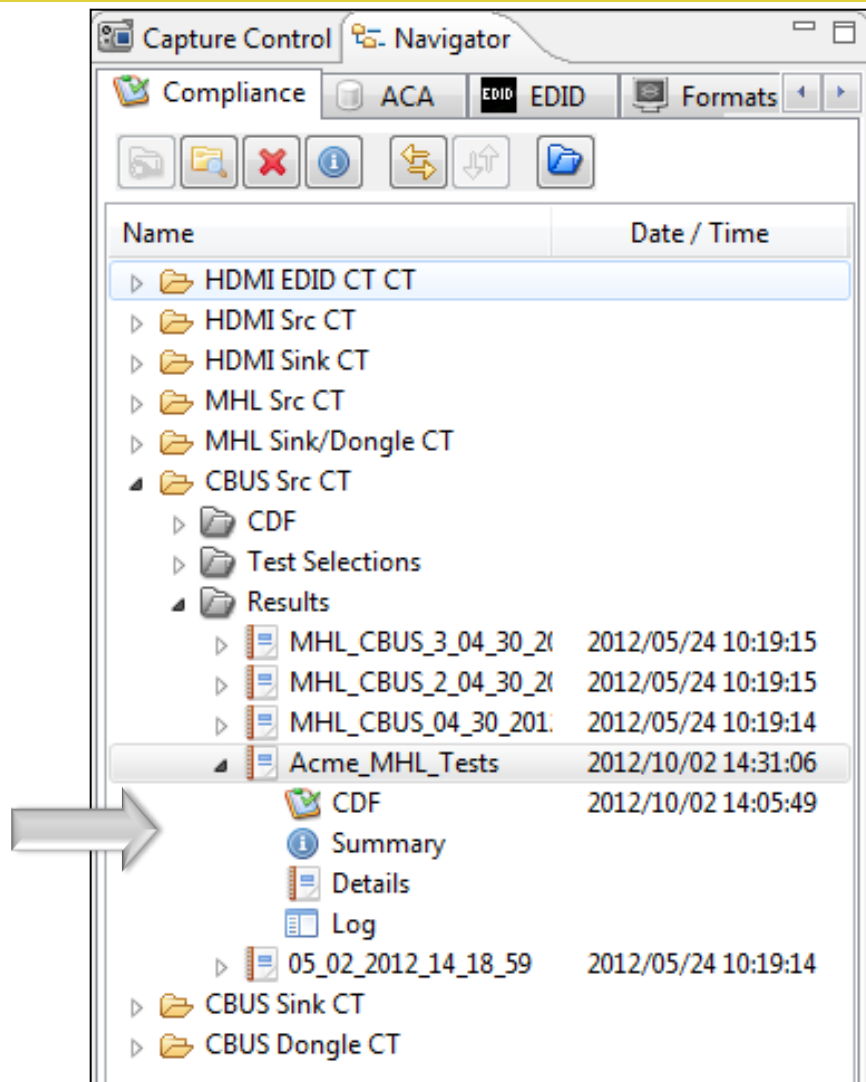 Capture Control Navigator
Compliance ACA EDID EDID Formats
Name Date / Time
HDMI EDID CT CT
HDMI Src CT
HDMI Sink CT
MHL Src CT
MHL Sink/Dongle CT
CBUS Src CT
CDF
Test Selections
Results
MHL_CBUS_3_04_30_20 2012/05/24 10:19:15
MHL_CBUS_2_04_30_20 2012/05/24 10:19:15
MHL_CBUS_04_30_201 2012/05/24 10:19:14
Acme_MHL_Tests 2012/10/02 14:31:06
CDF 2012/10/02 14:05:49
Summary
Details
Log
05_02_2012_14_18_59 2012/05/24 10:19:14
CBUS Sink CT
CBUS Dongle CT